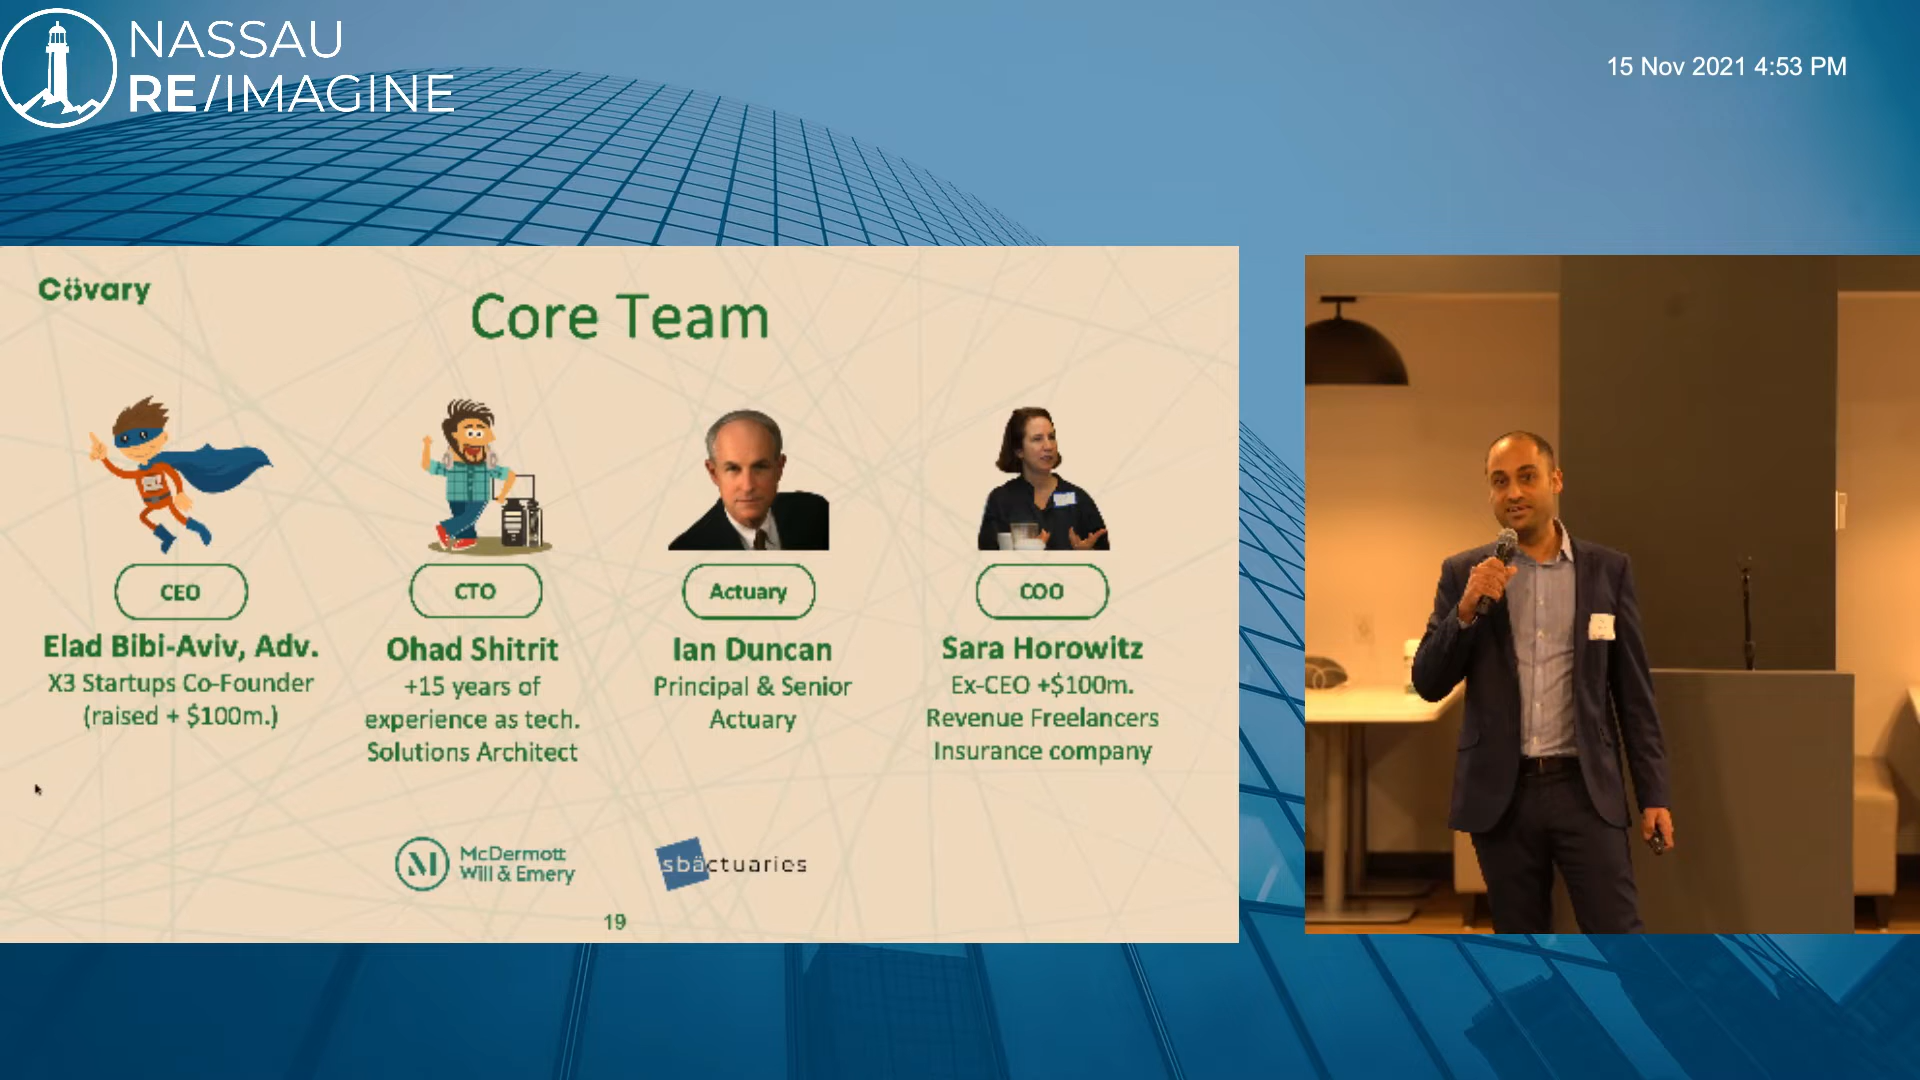 NASSAU
RE/IMAGINE
15 Nov 2021 4:53 PM
Cövary
Core Team
CEO
Elad Bibi-Aviv, Adv.
X3 Startups Co-Founder
(raised + $100m.)
CTO
Ohad Shitrit
+15 years of
experience as tech.
Solutions Architect
Actuary
Ian Duncan
Principal & Senior
Actuary
COO
Sara Horowitz
Ex-CEO +$100m.
Revenue Freelancers
Insurance company
M
McDermott
Will & Emery
sbäctuaries
19